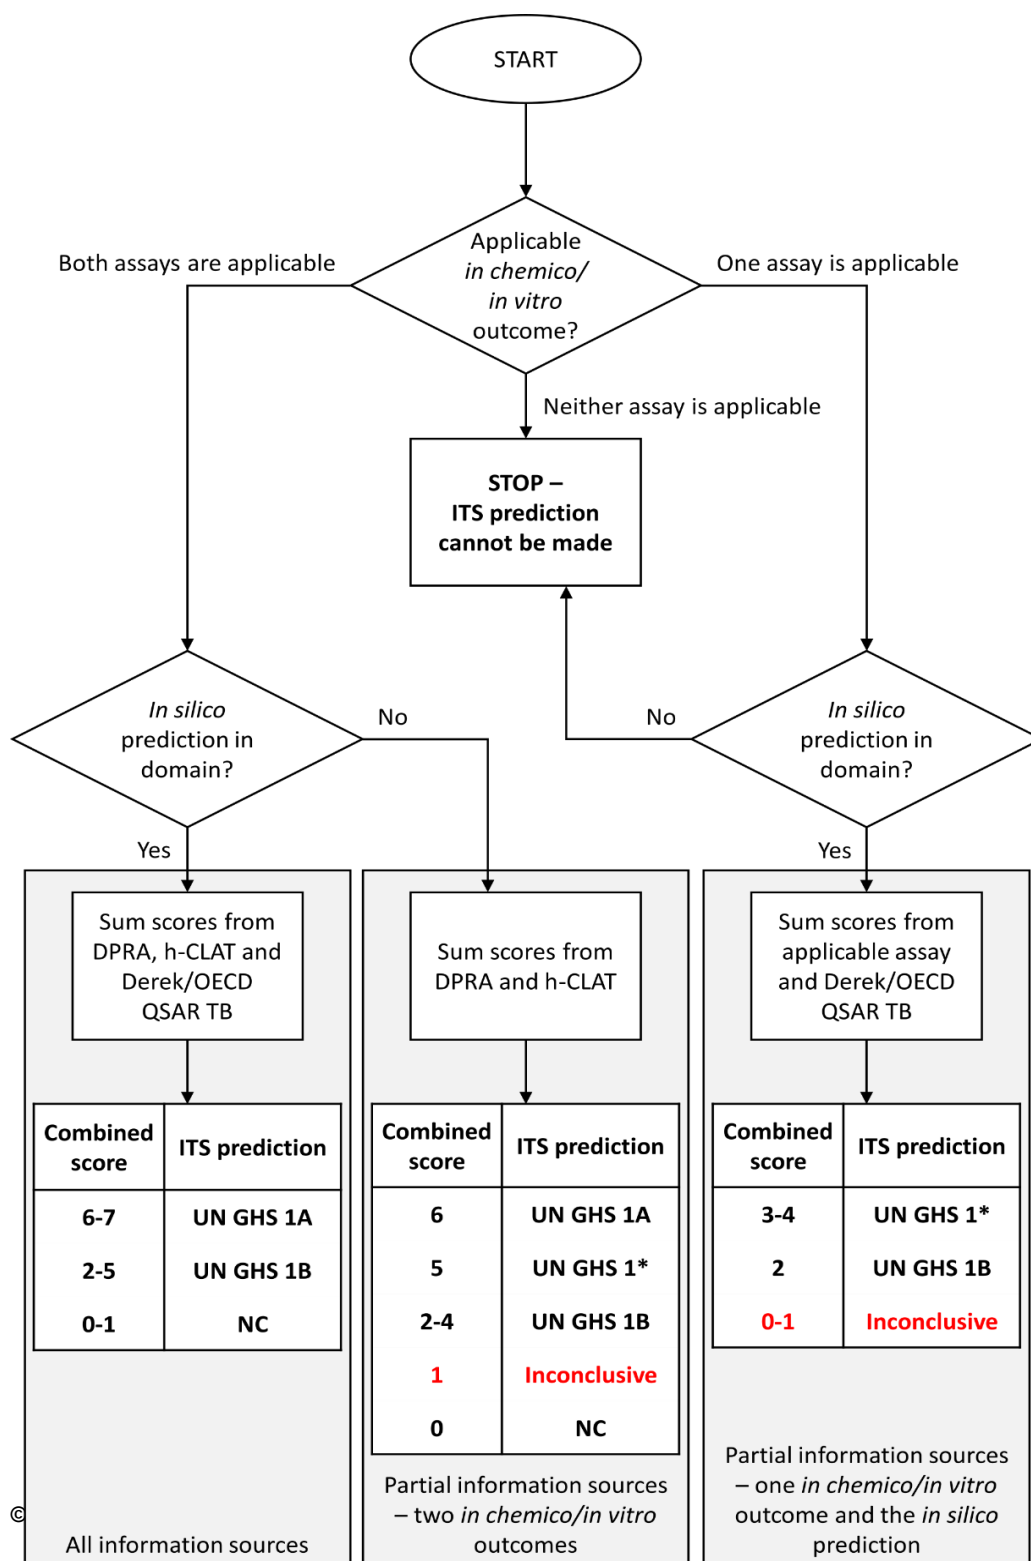 START
Applicable
in chemico/
in vitro
outcome?
Both assays are applicable
One assay is applicable
Neither assay is applicable
STOP –
ITS prediction
cannot be made
In silico
prediction in
domain?
No
Yes
No
In silico
prediction in
domain?
Yes
Sum scores from
DPRA, h-CLAT and
Derek/OECD
QSAR TB
Combined
score
ITS prediction
6-7 UN GHS 1A
2-5 UN GHS 1B
0-1 NC
All information sources
Sum scores from
DPRA and h-CLAT
Combined
score
ITS prediction
6 UN GHS 1A
5 UN GHS 1*
2-4 UN GHS 1B
1 Inconclusive
0 NC
Partial information sources
– two in chemico/in vitro
outcomes
Sum scores from
applicable assay
and Derek/OECD
QSAR TB
Combined
score
ITS prediction
3-4 UN GHS 1*
2 UN GHS 1B
0-1 Inconclusive
Partial information sources
– one in chemico/in vitro
outcome and the in silico
prediction
©